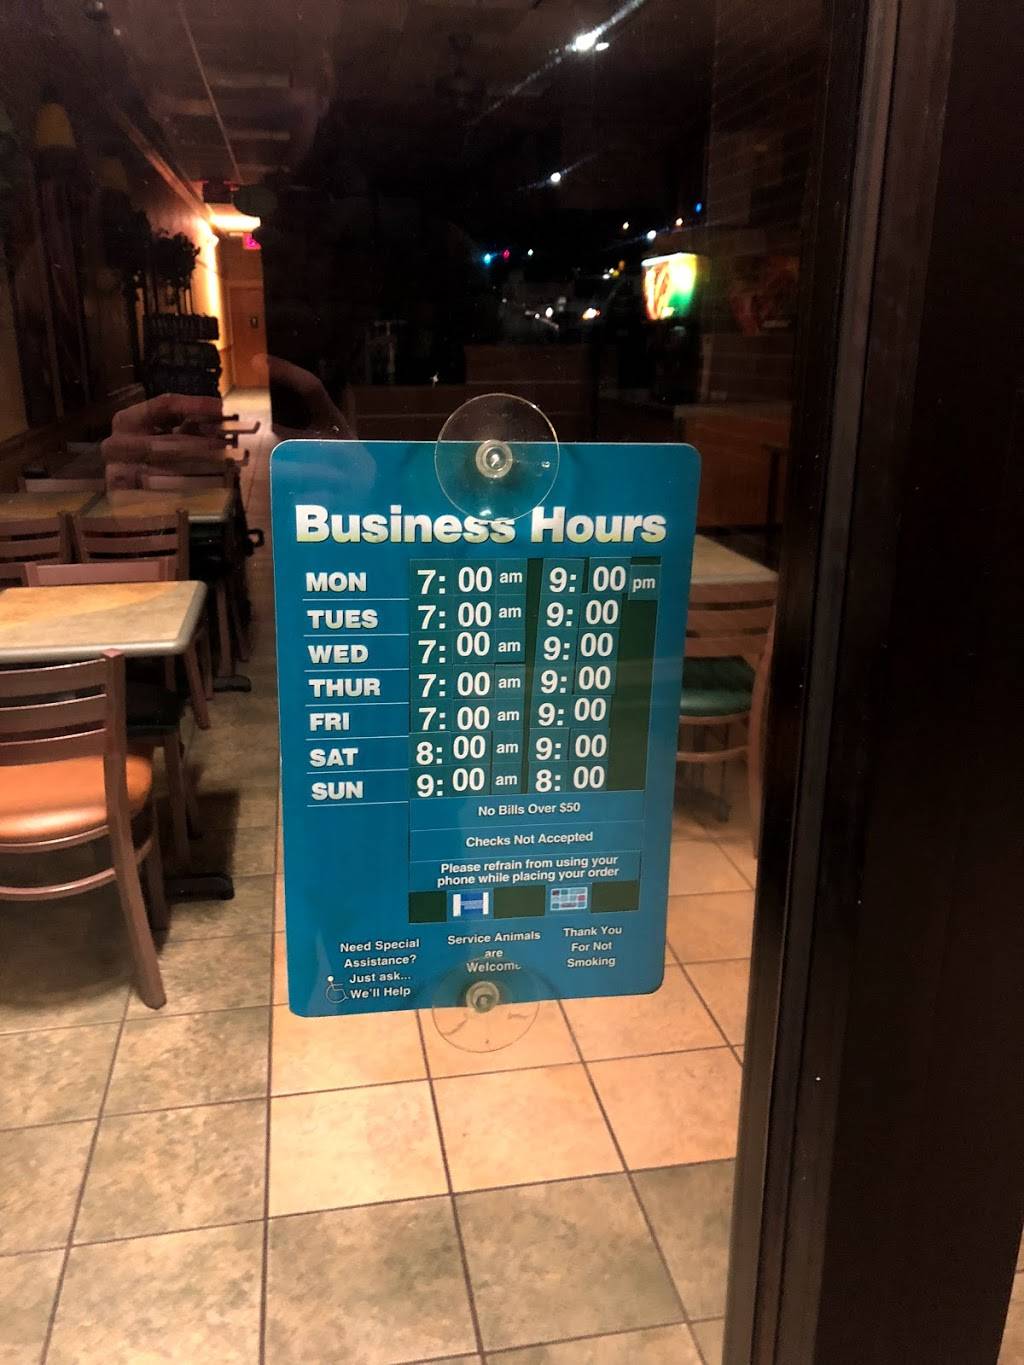 Business Hours
MON 7:00 am 9:00 pm
TUES 7:00 am 9:00
WED 7:00 am 9:00
THUR 7:00 am 9:00
FRI 7:00 am 9:00
SAT 8:00 am 9:00
SUN 9:00 am 8:00
No Bills Over $50
Checks Not Accepted
Please refrain from using your
phone while placing your order
Need Special
Assistance?
Just ask...
We'll Help
Service Animals
are
Welcome
Thank You
For Not
Smoking